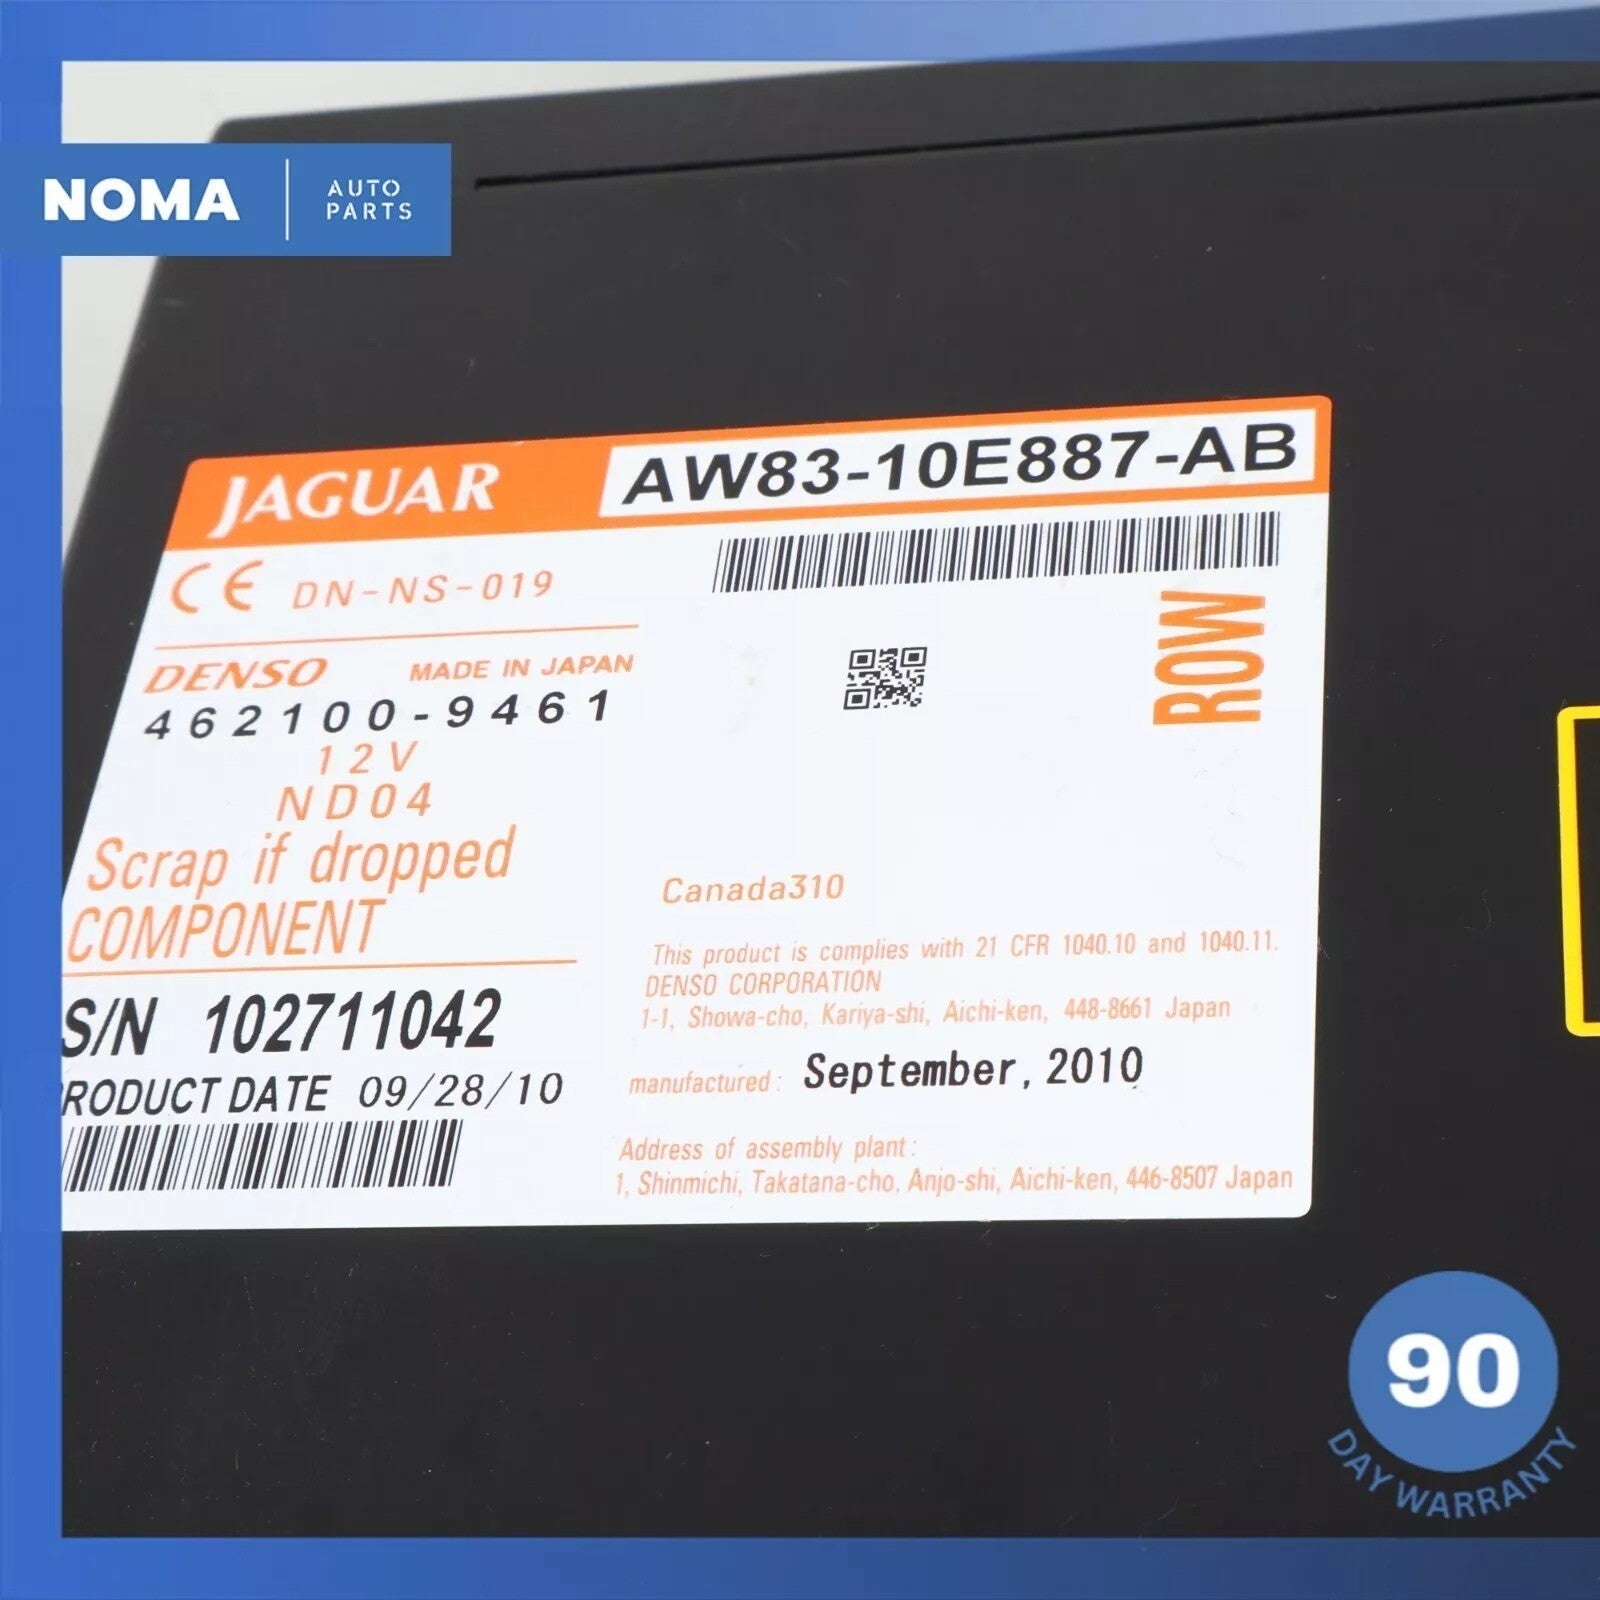 NOMA
AUTO
PARTS
JAGUAR
AW83-10E887-AB
CE DN-NS-019
ROW
DENSO MADE IN JAPAN
462100-9461
12V
ND04
Scrap if dropped
COMPONENT
S/N 102711042
PRODUCT DATE 09/28/10
Canada310
This product is complies with 21 CFR 1040.10 and 1040.11.
DENSO CORPORATION
1-1, Showa-cho, Kariya-shi, Aichi-ken, 448-8661 Japan
manufactured: September, 2010
Address of assembly plant:
1, Shinmichi, Takatana-cho, Anjo-shi, Aichi-ken, 446-8507 Japan
90
DAY WARRANTY